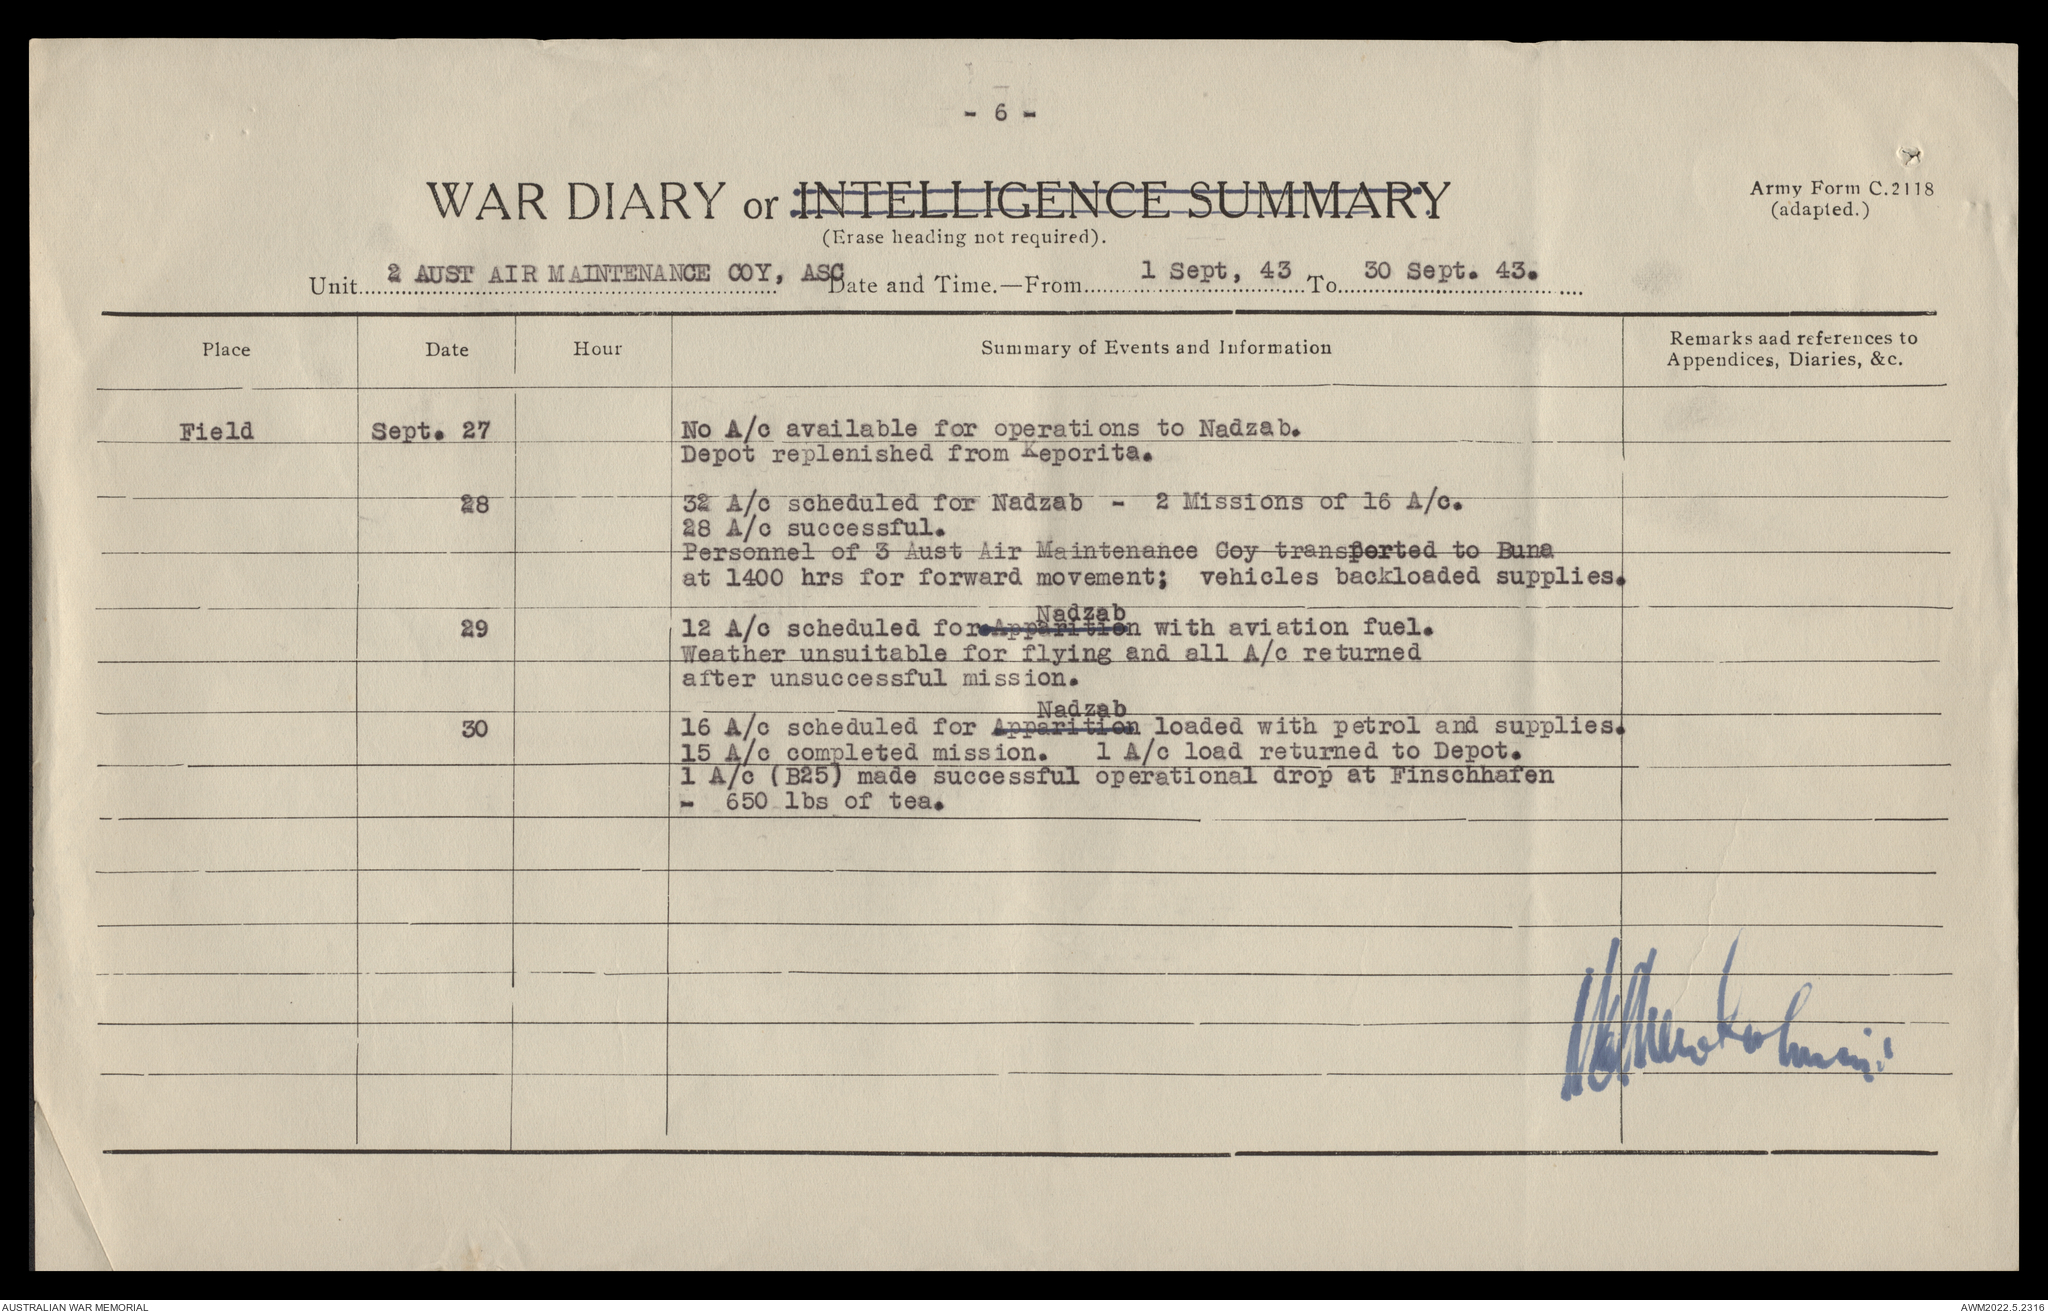 - 6 -
WAR DIARY or INTELLIGENCE SUMMARY
(Erase heading not required).
Army Form C.2118
(adapted.)
Unit 2 AUST AIR MAINTENANCE COY, ASC Date and Time.—From 1 Sept, 43 To 30 Sept. 43.
Place Date Hour Summary of Events and Information Remarks aad references to
Appendices, Diaries, &c.
Field Sept. 27 No A/c available for operations to Nadzab.
Depot replenished from Keporita.
28 32 A/c scheduled for Nadzab - 2 Missions of 16 A/c.
28 A/c successful.
Personnel of 3 Aust Air Maintenance Coy transported to Buna
at 1400 hrs for forward movement; vehicles backloaded supplies.
Nadzab
29 12 A/c scheduled for Apparition with aviation fuel.
Weather unsuitable for flying and all A/c returned
after unsuccessful mission.
Nadzab
30 16 A/c scheduled for Apparition loaded with petrol and supplies.
15 A/c completed mission. 1 A/c load returned to Depot.
1 A/c (B25) made successful operational drop at Finschhafen
- 650 lbs of tea.
AUSTRALIAN WAR MEMORIAL
AWM2022.5.2316